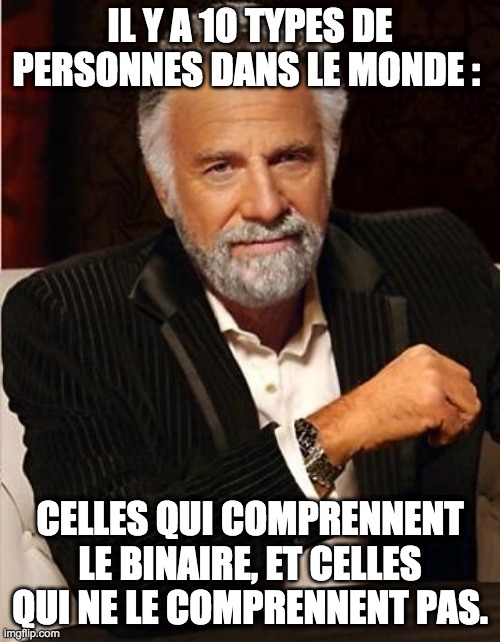 IL Y A 10 TYPES DE
PERSONNES DANS LE MONDE :
CELLES QUI COMPRENNENT
LE BINAIRE, ET CELLES
QUI NE LE COMPRENNENT PAS.
imgflip.com